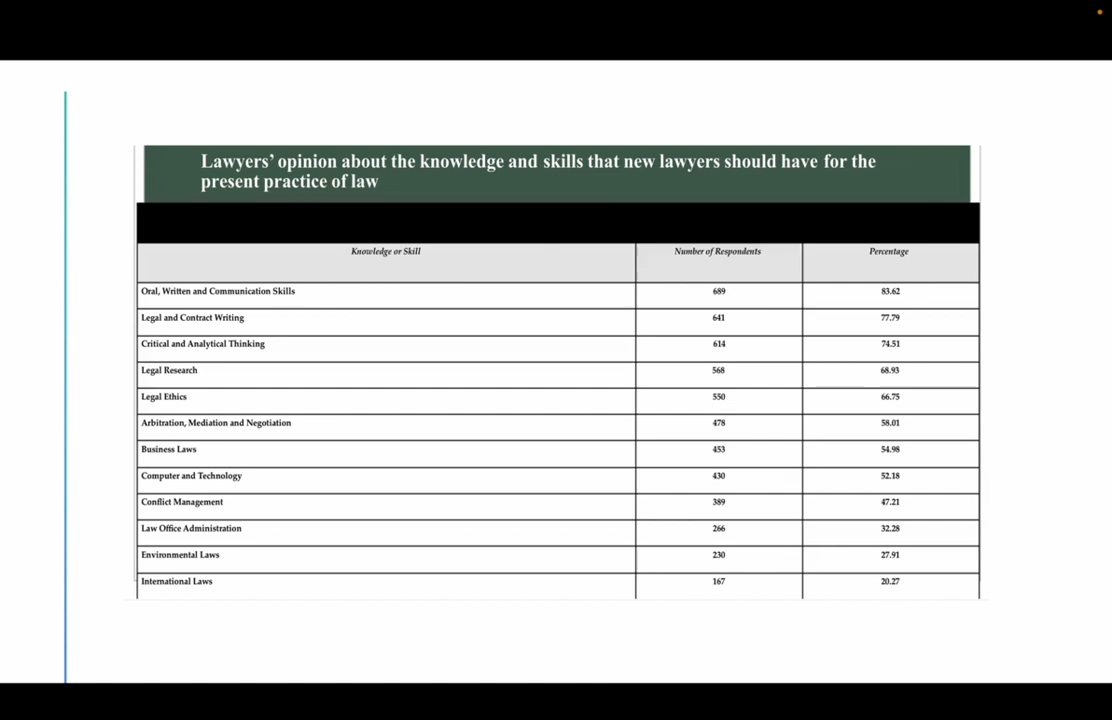 Lawyers’ opinion about the knowledge and skills that new lawyers should have for the
present practice of law
Knowledge or Skill Number of Respondents Percentage
Oral, Written and Communication Skills 689 83.62
Legal and Contract Writing 641 77.79
Critical and Analytical Thinking 614 74.51
Legal Research 568 68.93
Legal Ethics 550 66.75
Arbitration, Mediation and Negotiation 478 58.01
Business Laws 453 54.98
Computer and Technology 430 52.18
Conflict Management 389 47.21
Law Office Administration 266 32.28
Environmental Laws 230 27.91
International Laws 167 20.27